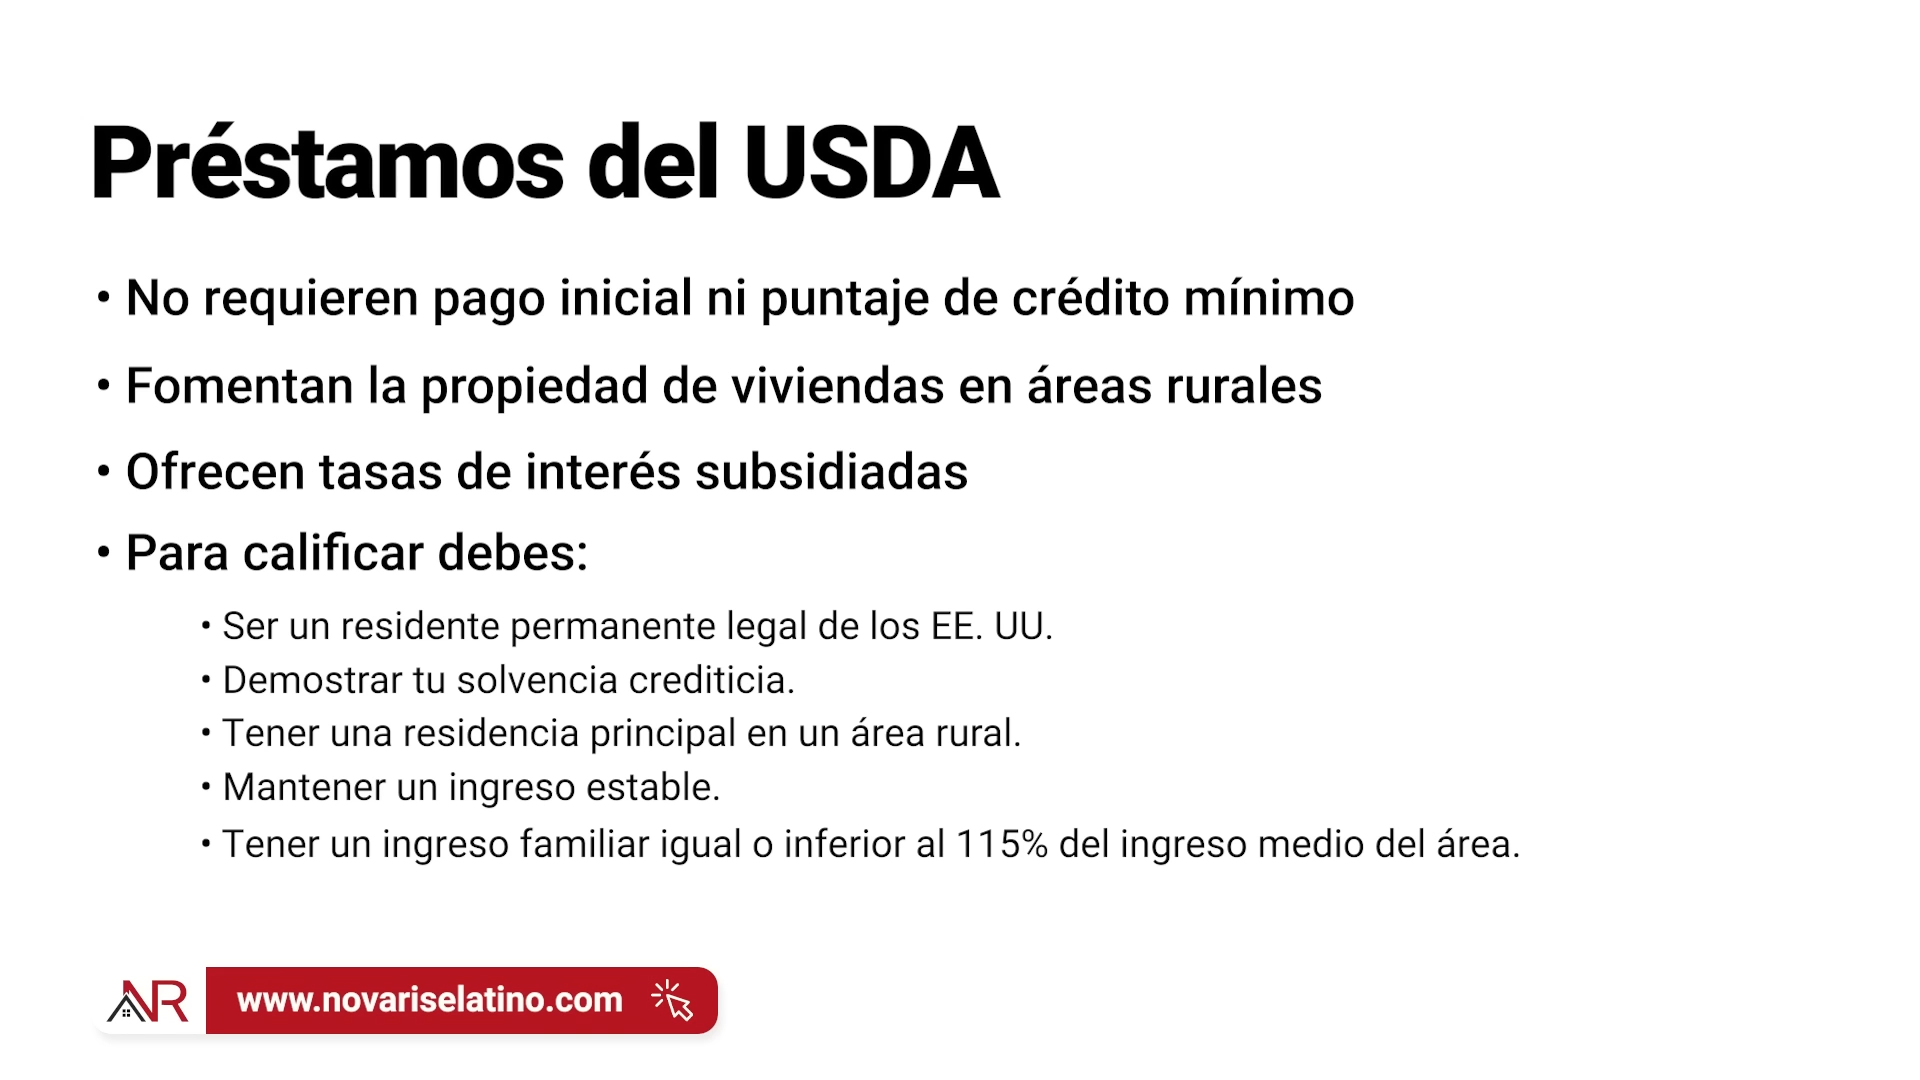 Préstamos del USDA
• No requieren pago inicial ni puntaje de crédito mínimo
• Fomentan la propiedad de viviendas en áreas rurales
• Ofrecen tasas de interés subsidiadas
• Para calificar debes:
• Ser un residente permanente legal de los EE. UU.
• Demostrar tu solvencia crediticia.
• Tener una residencia principal en un área rural.
• Mantener un ingreso estable.
• Tener un ingreso familiar igual o inferior al 115% del ingreso medio del área.
NR www.novariselatino.com